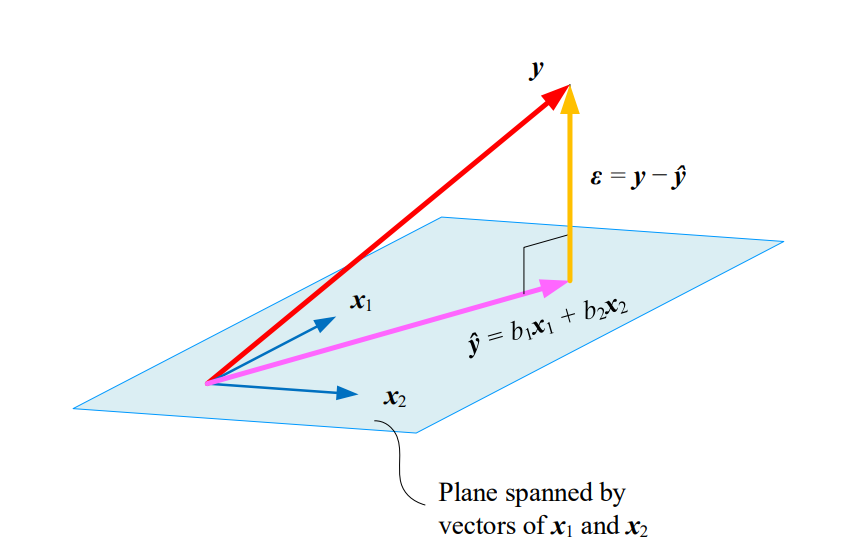 y
ε = y − ŷ
x₁
ŷ = b₁x₁ + b₂x₂
x₂
Plane spanned by
vectors of x₁ and x₂